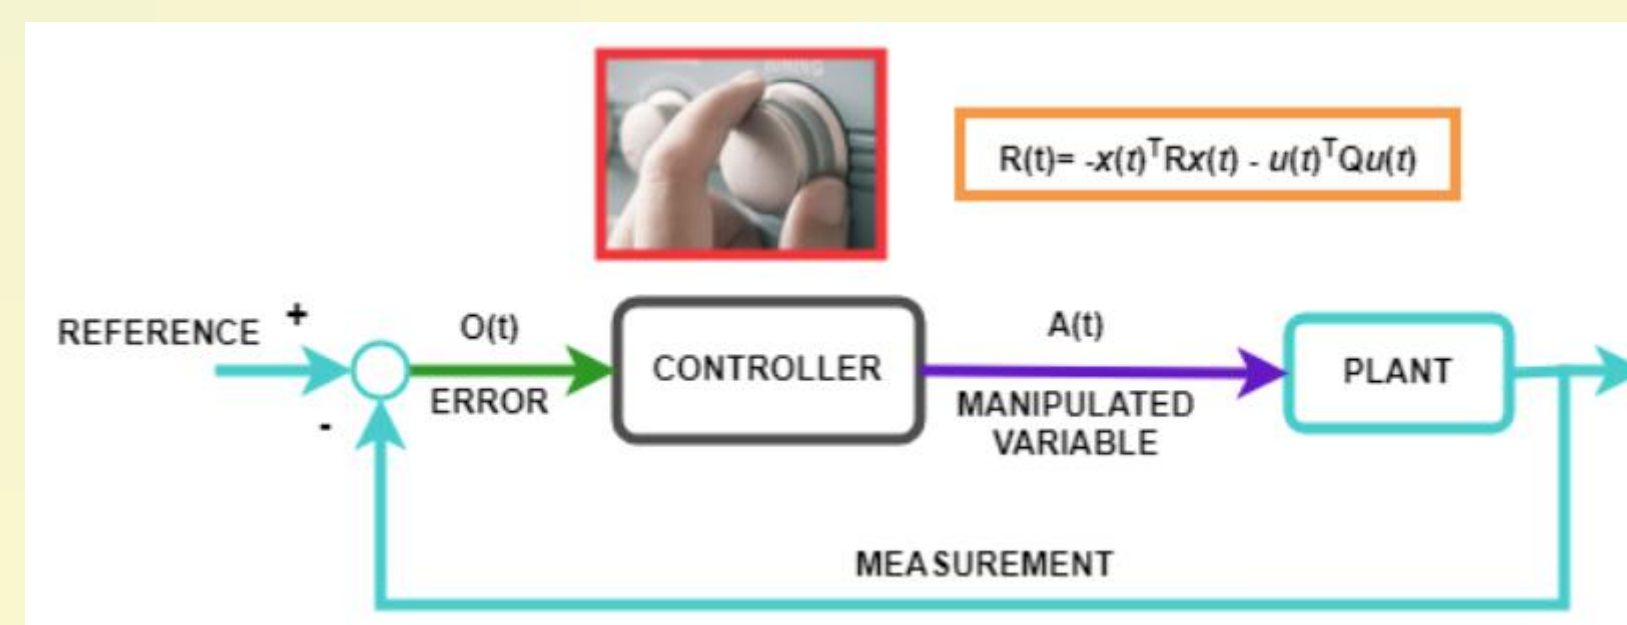 R(t)= -x(t)ᵀRx(t) - u(t)ᵀQu(t)
REFERENCE
+
-
O(t)
ERROR
CONTROLLER
A(t)
MANIPULATED
VARIABLE
PLANT
MEASUREMENT